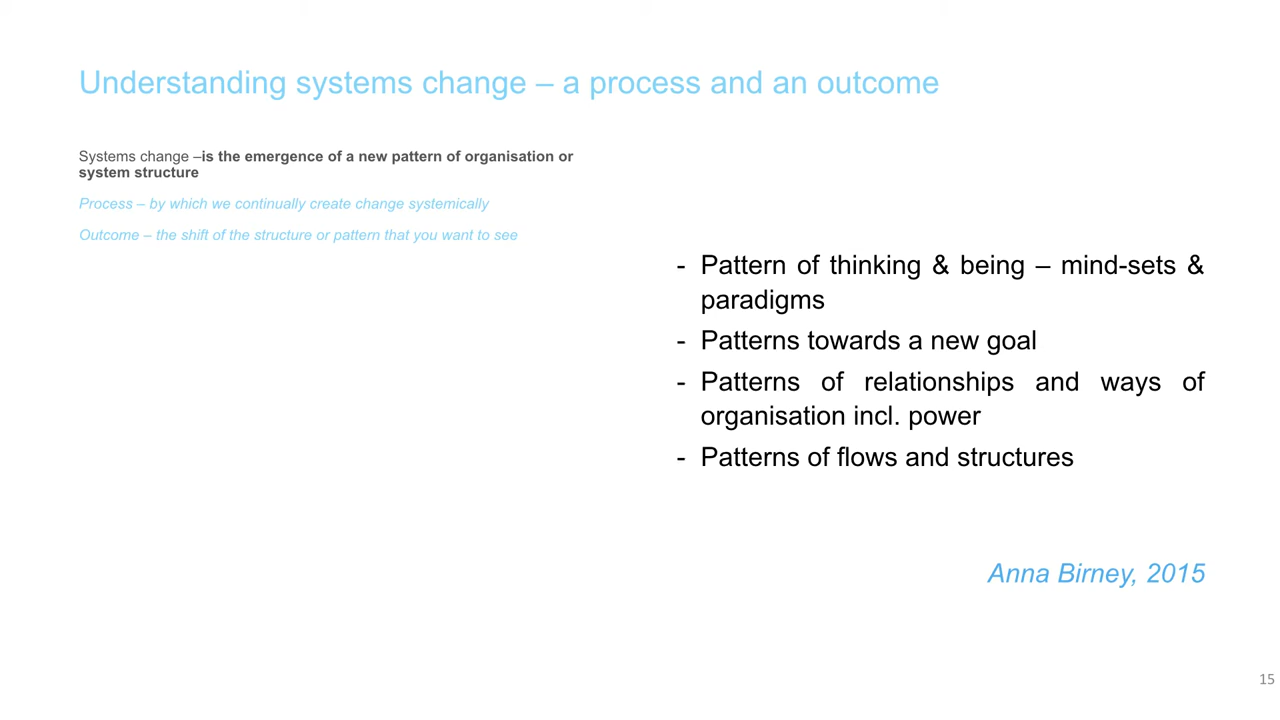 Understanding systems change – a process and an outcome
Systems change –is the emergence of a new pattern of organisation or
system structure
Process – by which we continually create change systemically
Outcome – the shift of the structure or pattern that you want to see
- Pattern of thinking & being – mind-sets &
paradigms
- Patterns towards a new goal
- Patterns of relationships and ways of
organisation incl. power
- Patterns of flows and structures
Anna Birney, 2015
15